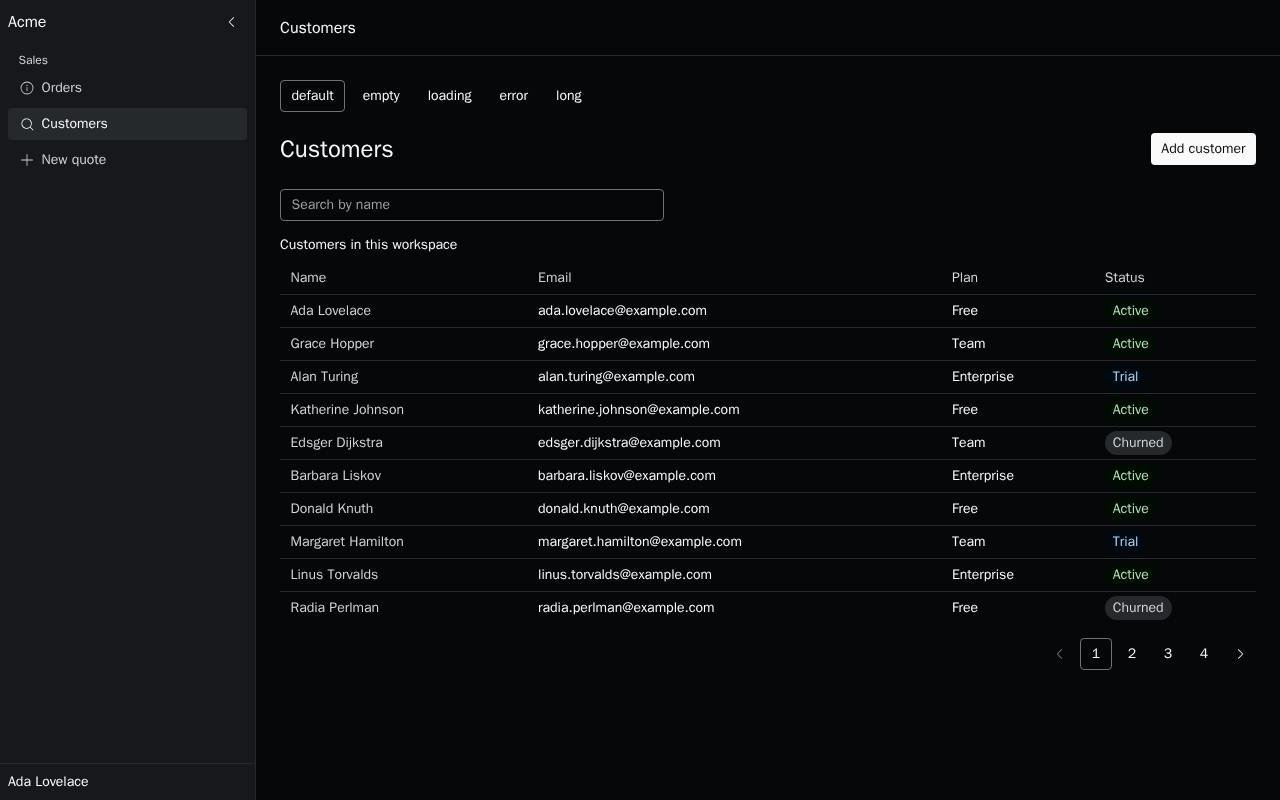 Acme
Sales
Orders
Customers
New quote
Ada Lovelace
Customers
default empty loading error long
Customers
Add customer
Search by name
Customers in this workspace
Name Email Plan Status
Ada Lovelace ada.lovelace@example.com Free Active
Grace Hopper grace.hopper@example.com Team Active
Alan Turing alan.turing@example.com Enterprise Trial
Katherine Johnson katherine.johnson@example.com Free Active
Edsger Dijkstra edsger.dijkstra@example.com Team Churned
Barbara Liskov barbara.liskov@example.com Enterprise Active
Donald Knuth donald.knuth@example.com Free Active
Margaret Hamilton margaret.hamilton@example.com Team Trial
Linus Torvalds linus.torvalds@example.com Enterprise Active
Radia Perlman radia.perlman@example.com Free Churned
1 2 3 4